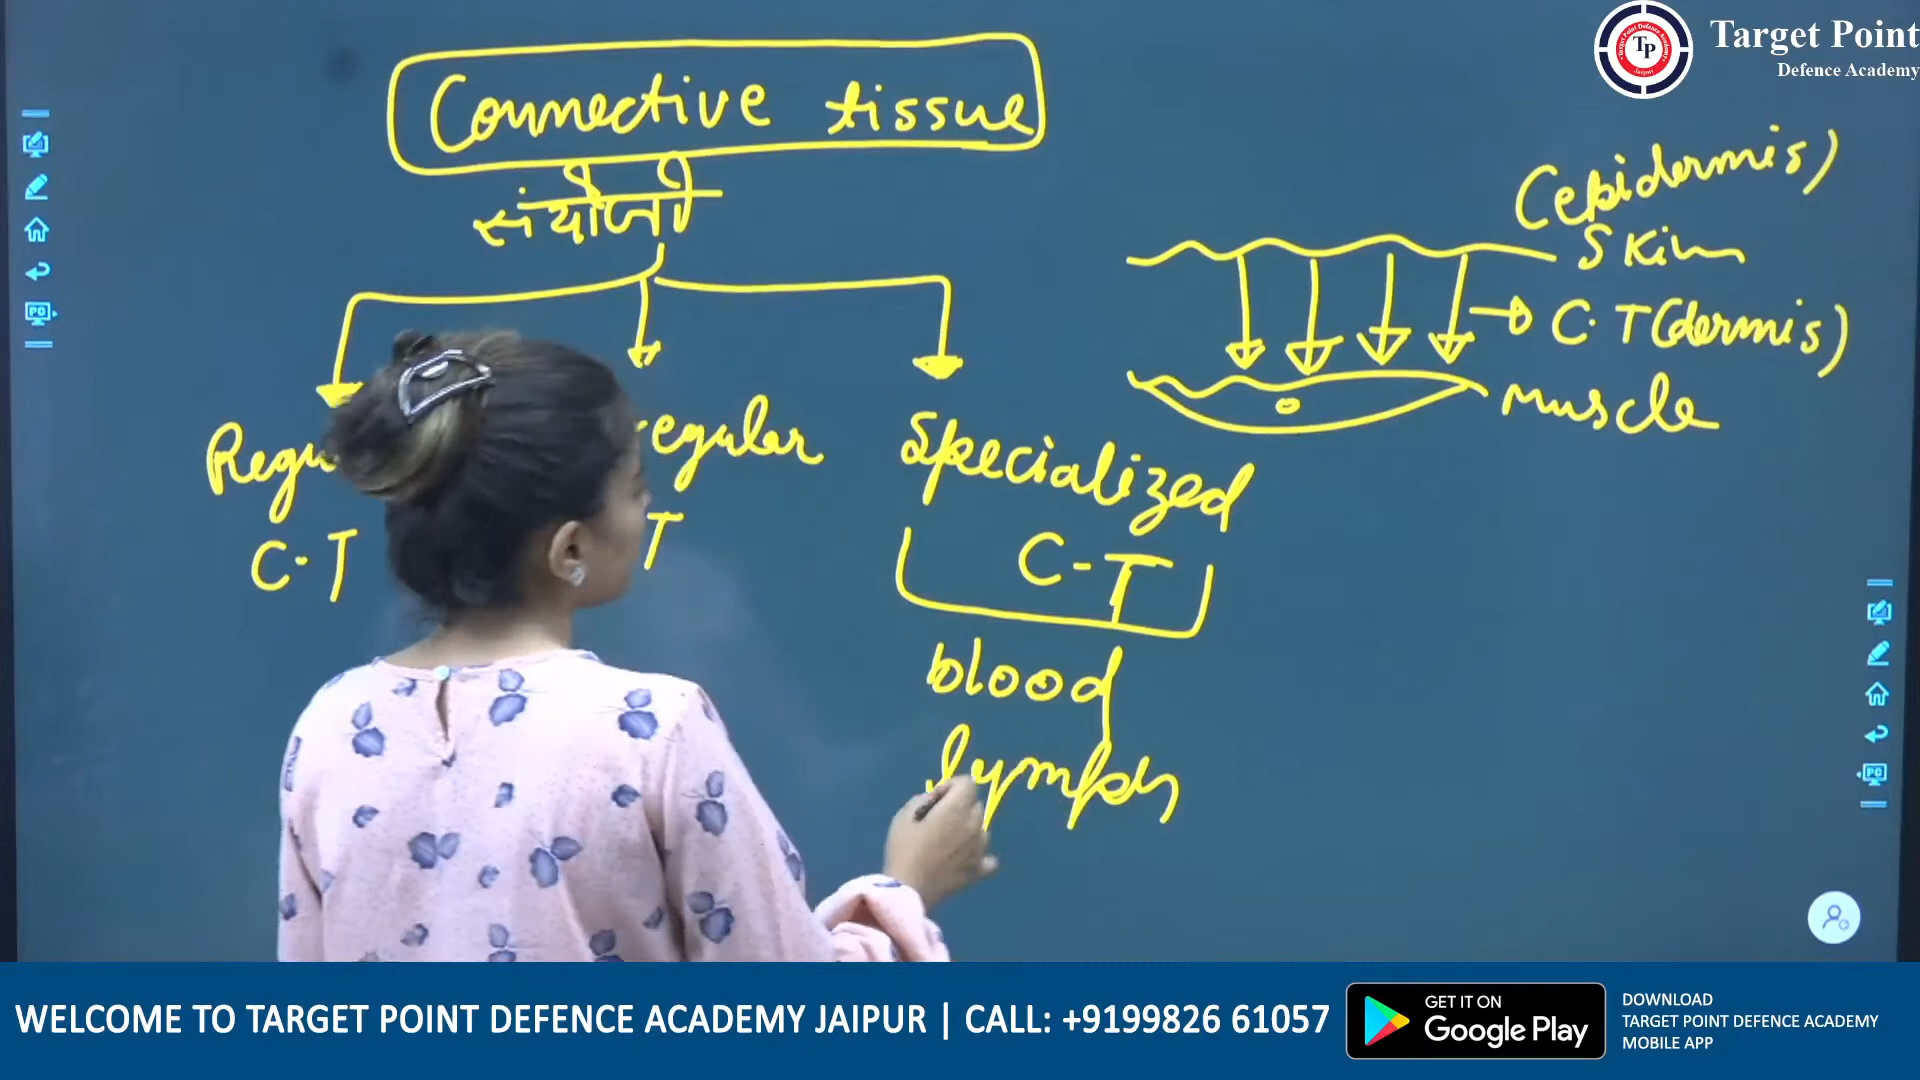 Target Point
Defence Academy
Connective tissue
संयोजी
C.T
regular
T
Specialized
C-T
blood
lymph
(epidermis)
Skin
C.T (dermis)
muscle
WELCOME TO TARGET POINT DEFENCE ACADEMY JAIPUR | CALL: +9199826 61057
GET IT ON
Google Play
DOWNLOAD
TARGET POINT DEFENCE ACADEMY
MOBILE APP